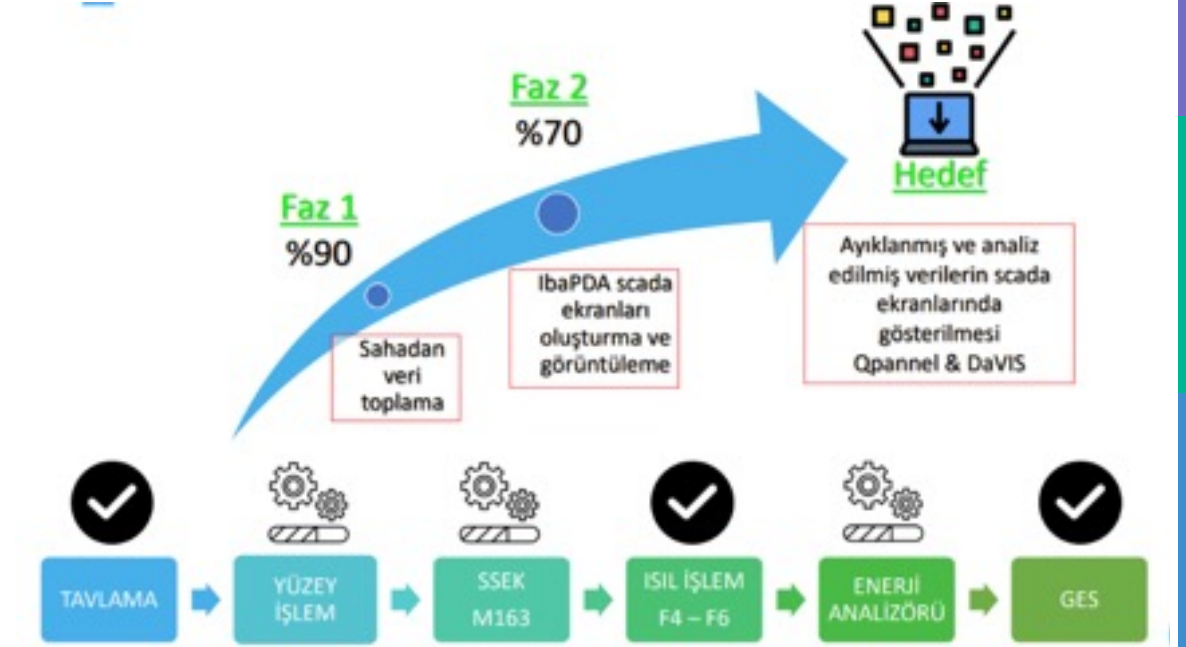 Faz 1
%90
Sahadan
veri
toplama
Faz 2
%70
IbaPDA scada
ekranları
oluşturma ve
görüntüleme
Hedef
Ayıklanmış ve analiz
edilmiş verilerin scada
ekranlarında
gösterilmesi
Qpannel & DaVIS
TAVLAMA
YÜZEY
İŞLEM
SSEK
M163
ISIL İŞLEM
F4 – F6
ENERJİ
ANALİZÖRÜ
GES